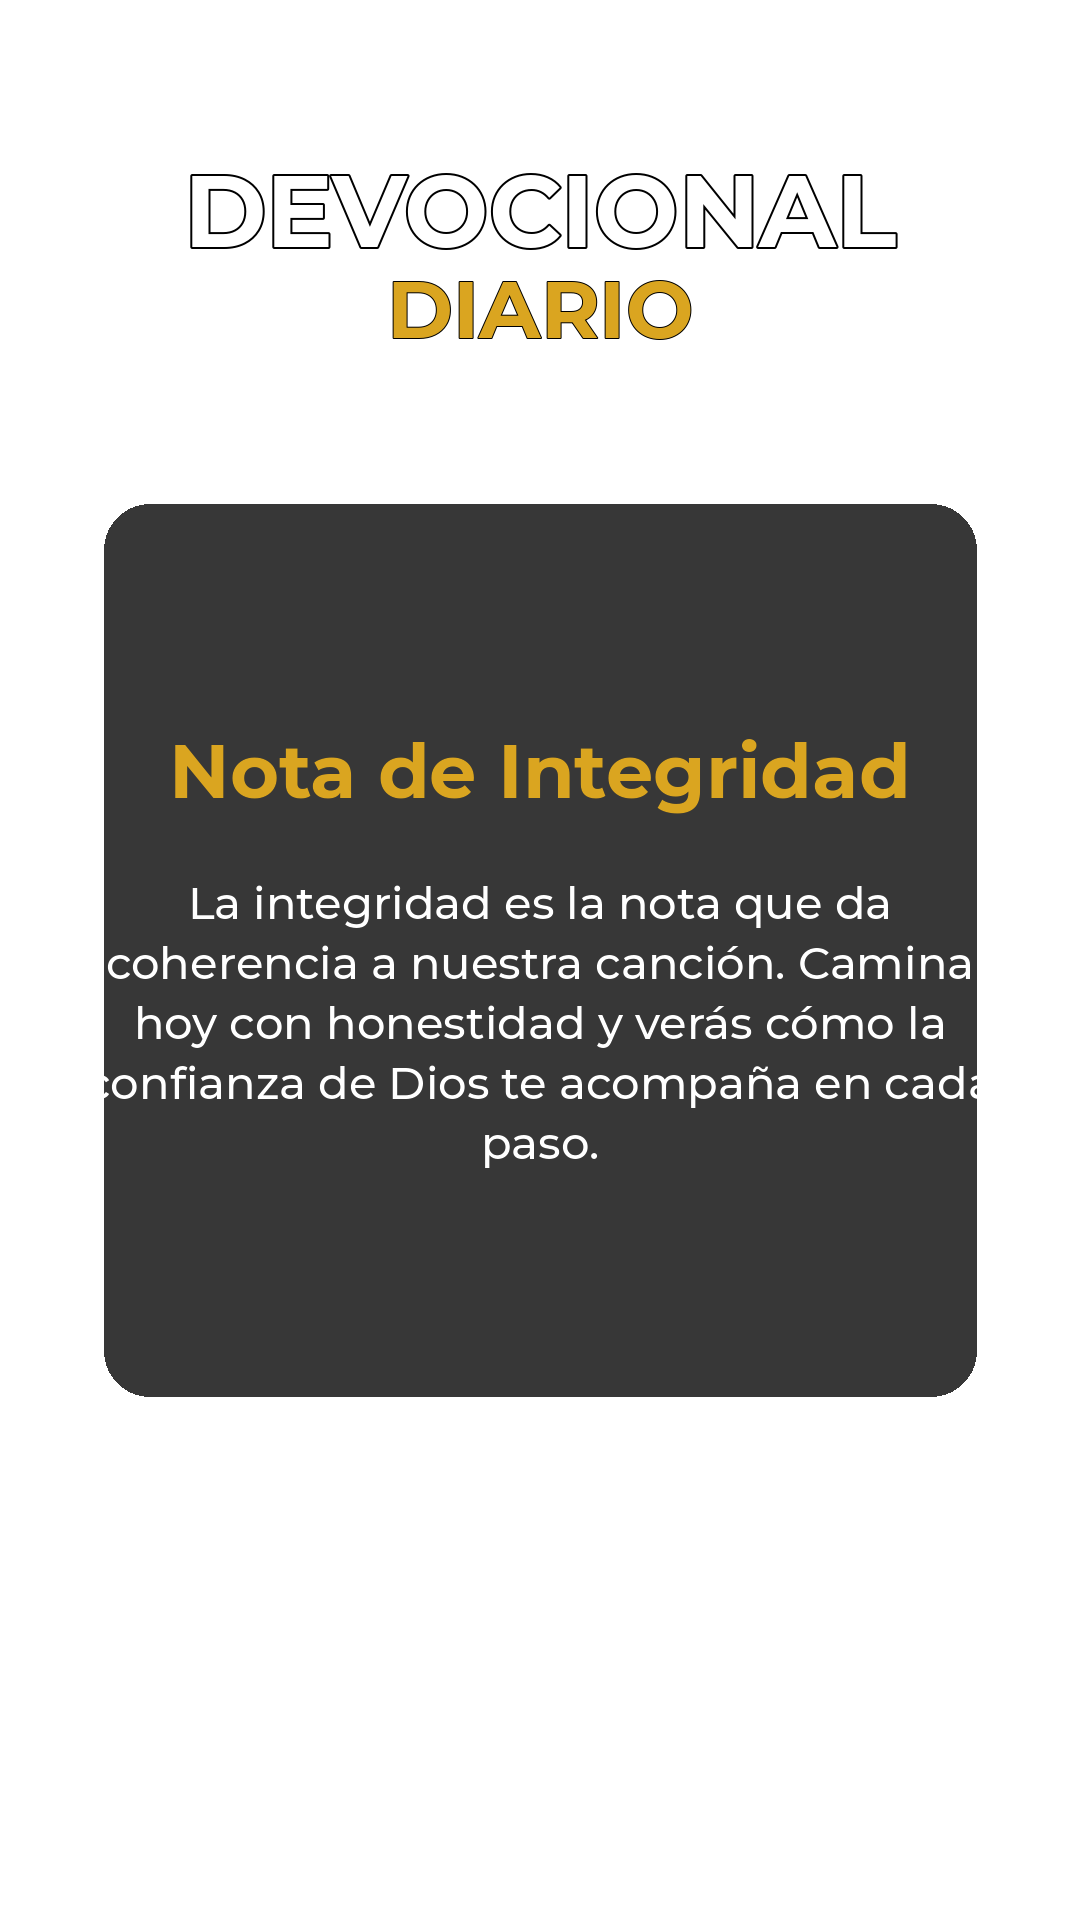 DEVOCIONAL
DIARIO
Nota de Integridad
La integridad es la nota que da
coherencia a nuestra canción. Camina
hoy con honestidad y verás cómo la
confianza de Dios te acompaña en cada
paso.